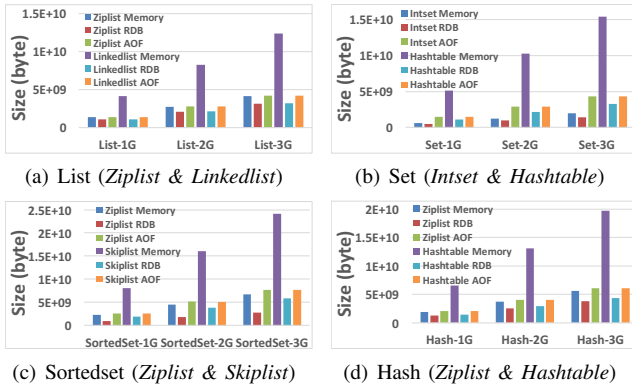 Size (byte)
1.5E+10
1E+10
5E+09
0
Ziplist Memory
Ziplist RDB
Ziplist AOF
Linkedlist Memory
Linkedlist RDB
Linkedlist AOF
List-1G List-2G List-3G
(a) List (Ziplist & Linkedlist)
Size (byte)
1.5E+10
1E+10
5E+09
0
Intset Memory
Intset RDB
Intset AOF
Hashtable Memory
Hashtable RDB
Hashtable AOF
Set-1G Set-2G Set-3G
(b) Set (Intset & Hashtable)
Size (byte)
2.5E+10
2E+10
1.5E+10
1E+10
5E+09
0
Ziplist Memory
Ziplist RDB
Ziplist AOF
Skiplist Memory
Skiplist RDB
Skiplist AOF
SortedSet-1G SortedSet-2G SortedSet-3G
(c) Sortedset (Ziplist & Skiplist)
Size (byte)
2E+10
1.5E+10
1E+10
5E+09
0
Ziplist Memory
Ziplist RDB
Ziplist AOF
Hashtable Memory
Hashtable RDB
Hashtable AOF
Hash-1G Hash-2G Hash-3G
(d) Hash (Ziplist & Hashtable)